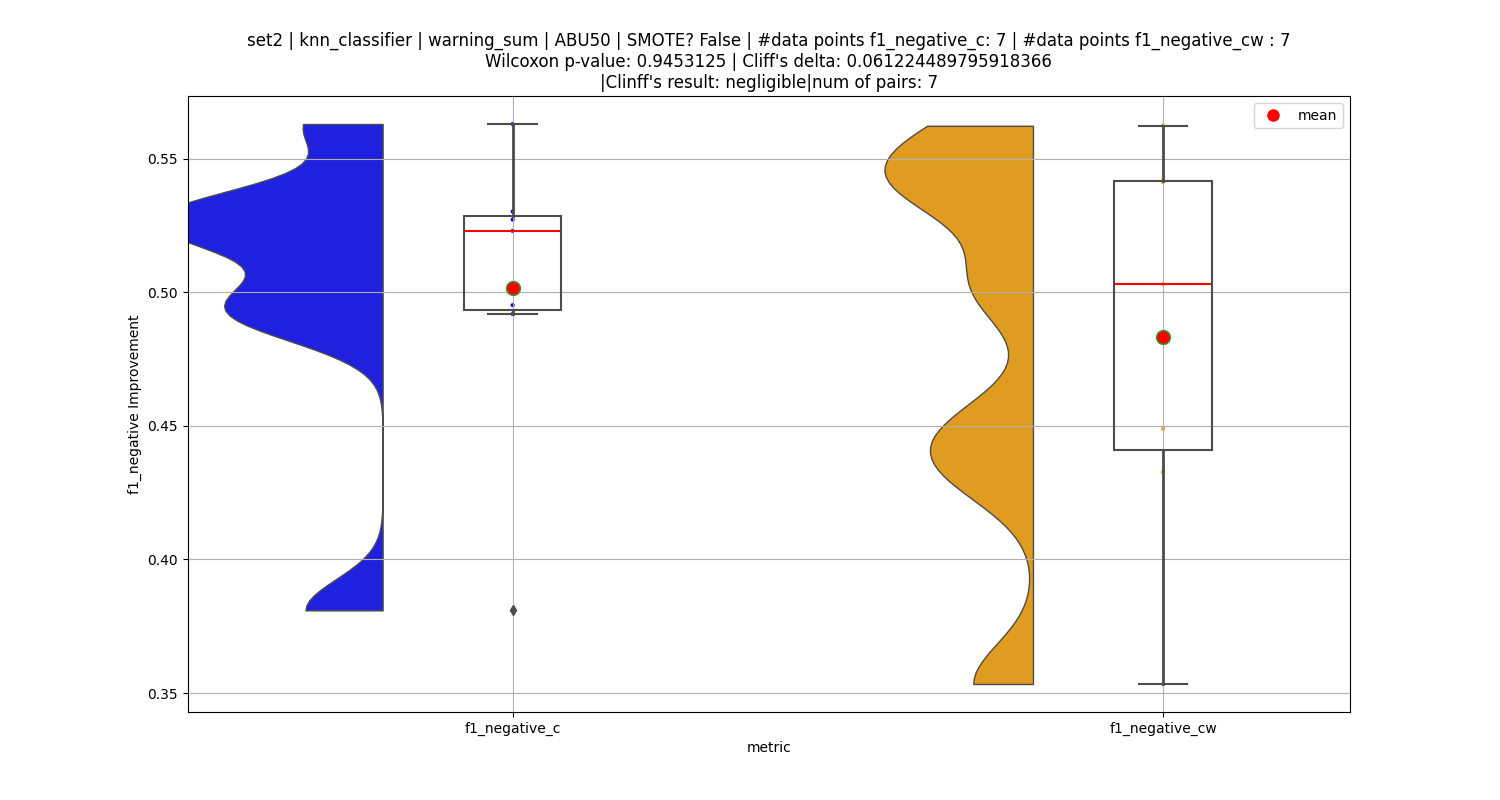 set2 | knn_classifier | warning_sum | ABU50 | SMOTE? False | #data points f1_negative_c: 7 | #data points f1_negative_cw : 7
Wilcoxon p-value: 0.9453125 | Cliff's delta: 0.061224489795918366
|Clinff's result: negligible|num of pairs: 7
mean
0.55
0.50
0.45
0.40
0.35
f1_negative Improvement
f1_negative_c
f1_negative_cw
metric